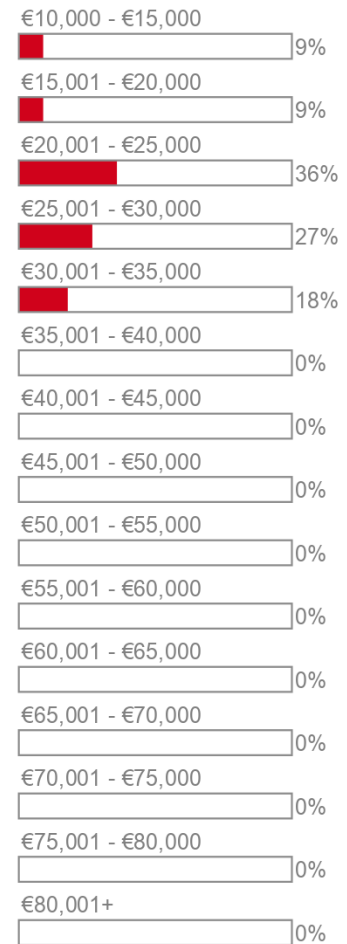 €10,000 - €15,000
9%
€15,001 - €20,000
9%
€20,001 - €25,000
36%
€25,001 - €30,000
27%
€30,001 - €35,000
18%
€35,001 - €40,000
0%
€40,001 - €45,000
0%
€45,001 - €50,000
0%
€50,001 - €55,000
0%
€55,001 - €60,000
0%
€60,001 - €65,000
0%
€65,001 - €70,000
0%
€70,001 - €75,000
0%
€75,001 - €80,000
0%
€80,001+
0%